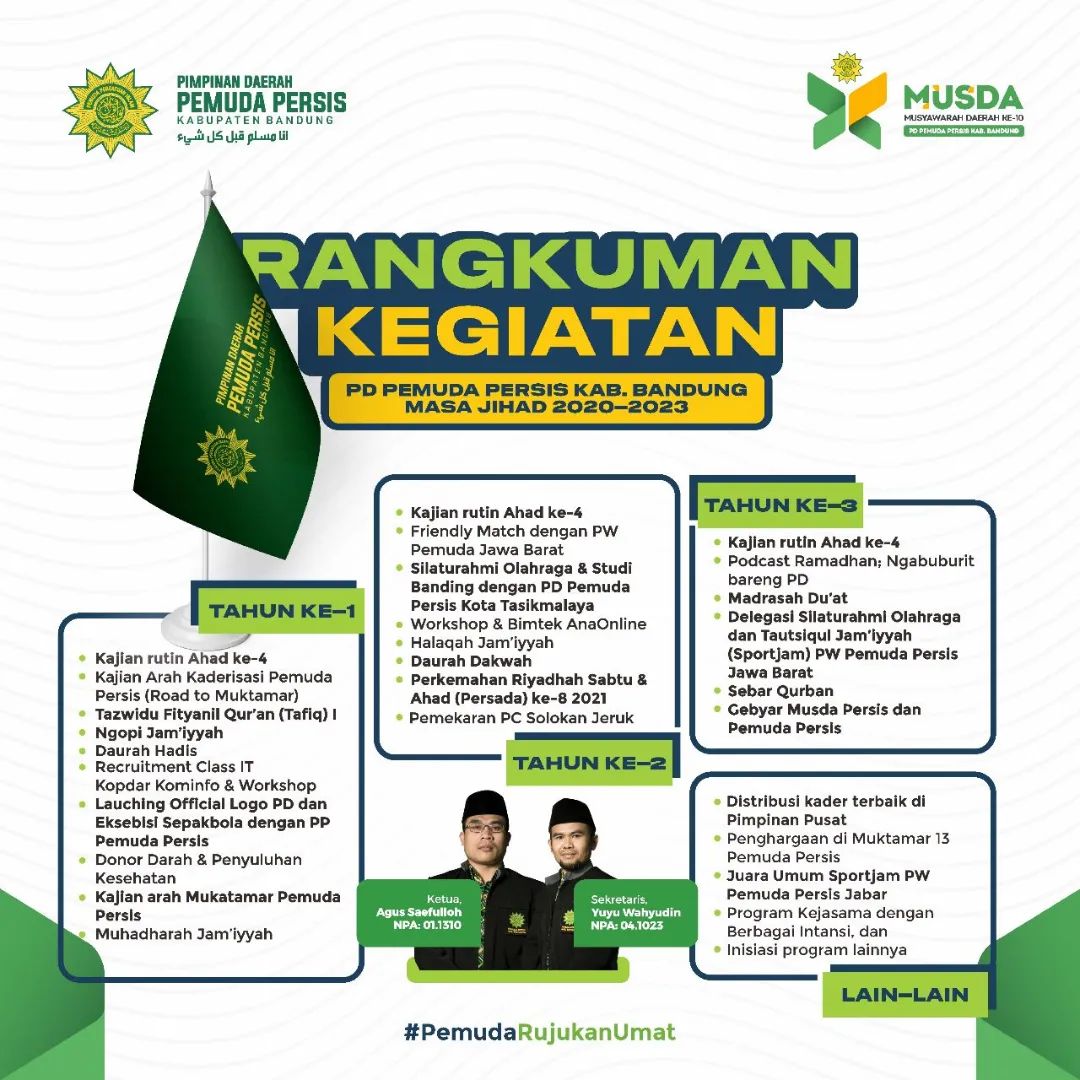 PIMPINAN DAERAH
PEMUDA PERSIS
KABUPATEN BANDUNG
انا مسلم قبل كل شيء
MUSDA
MUSYAWARAH DAERAH KE-10
PD PEMUDA PERSIS KAB. BANDUNG
RANGKUMAN
KEGIATAN
PD PEMUDA PERSIS KAB. BANDUNG
MASA JIHAD 2020–2023
PIMPINAN DAERAH
PEMUDA PERSIS
KABUPATEN BANDUNG
انا مسلم قبل كل شيء
TAHUN KE–1
• Kajian rutin Ahad ke-4
• Kajian Arah Kaderisasi Pemuda
Persis (Road to Muktamar)
• Tazwidu Fityanil Qur'an (Tafiq) I
• Ngopi Jam'iyyah
• Daurah Hadis
• Recruitment Class IT
Kopdar Kominfo & Workshop
• Lauching Official Logo PD dan
Eksebisi Sepakbola dengan PP
Pemuda Persis
• Donor Darah & Penyuluhan
Kesehatan
• Kajian arah Mukatamar Pemuda
Persis
• Muhadharah Jam'iyyah
• Kajian rutin Ahad ke-4
• Friendly Match dengan PW
Pemuda Jawa Barat
• Silaturahmi Olahraga & Studi
Banding dengan PD Pemuda
Persis Kota Tasikmalaya
• Workshop & Bimtek AnaOnline
• Halaqah Jam'iyyah
• Daurah Dakwah
• Perkemahan Riyadhah Sabtu &
Ahad (Persada) ke-8 2021
• Pemekaran PC Solokan Jeruk
TAHUN KE–2
TAHUN KE–3
• Kajian rutin Ahad ke-4
• Podcast Ramadhan; Ngabuburit
bareng PD
• Madrasah Du'at
• Delegasi Silaturahmi Olahraga
dan Tautsiqul Jam'iyyah
(Sportjam) PW Pemuda Persis
Jawa Barat
• Sebar Qurban
• Gebyar Musda Persis dan
Pemuda Persis
• Distribusi kader terbaik di
Pimpinan Pusat
• Penghargaan di Muktamar 13
Pemuda Persis
• Juara Umum Sportjam PW
Pemuda Persis Jabar
• Program Kejasama dengan
Berbagai Intansi, dan
• Inisiasi program lainnya
LAIN–LAIN
Ketua,
Agus Saefulloh
NPA: 01.1310
Sekretaris,
Yuyu Wahyudin
NPA: 04.1023
#PemudaRujukanUmat